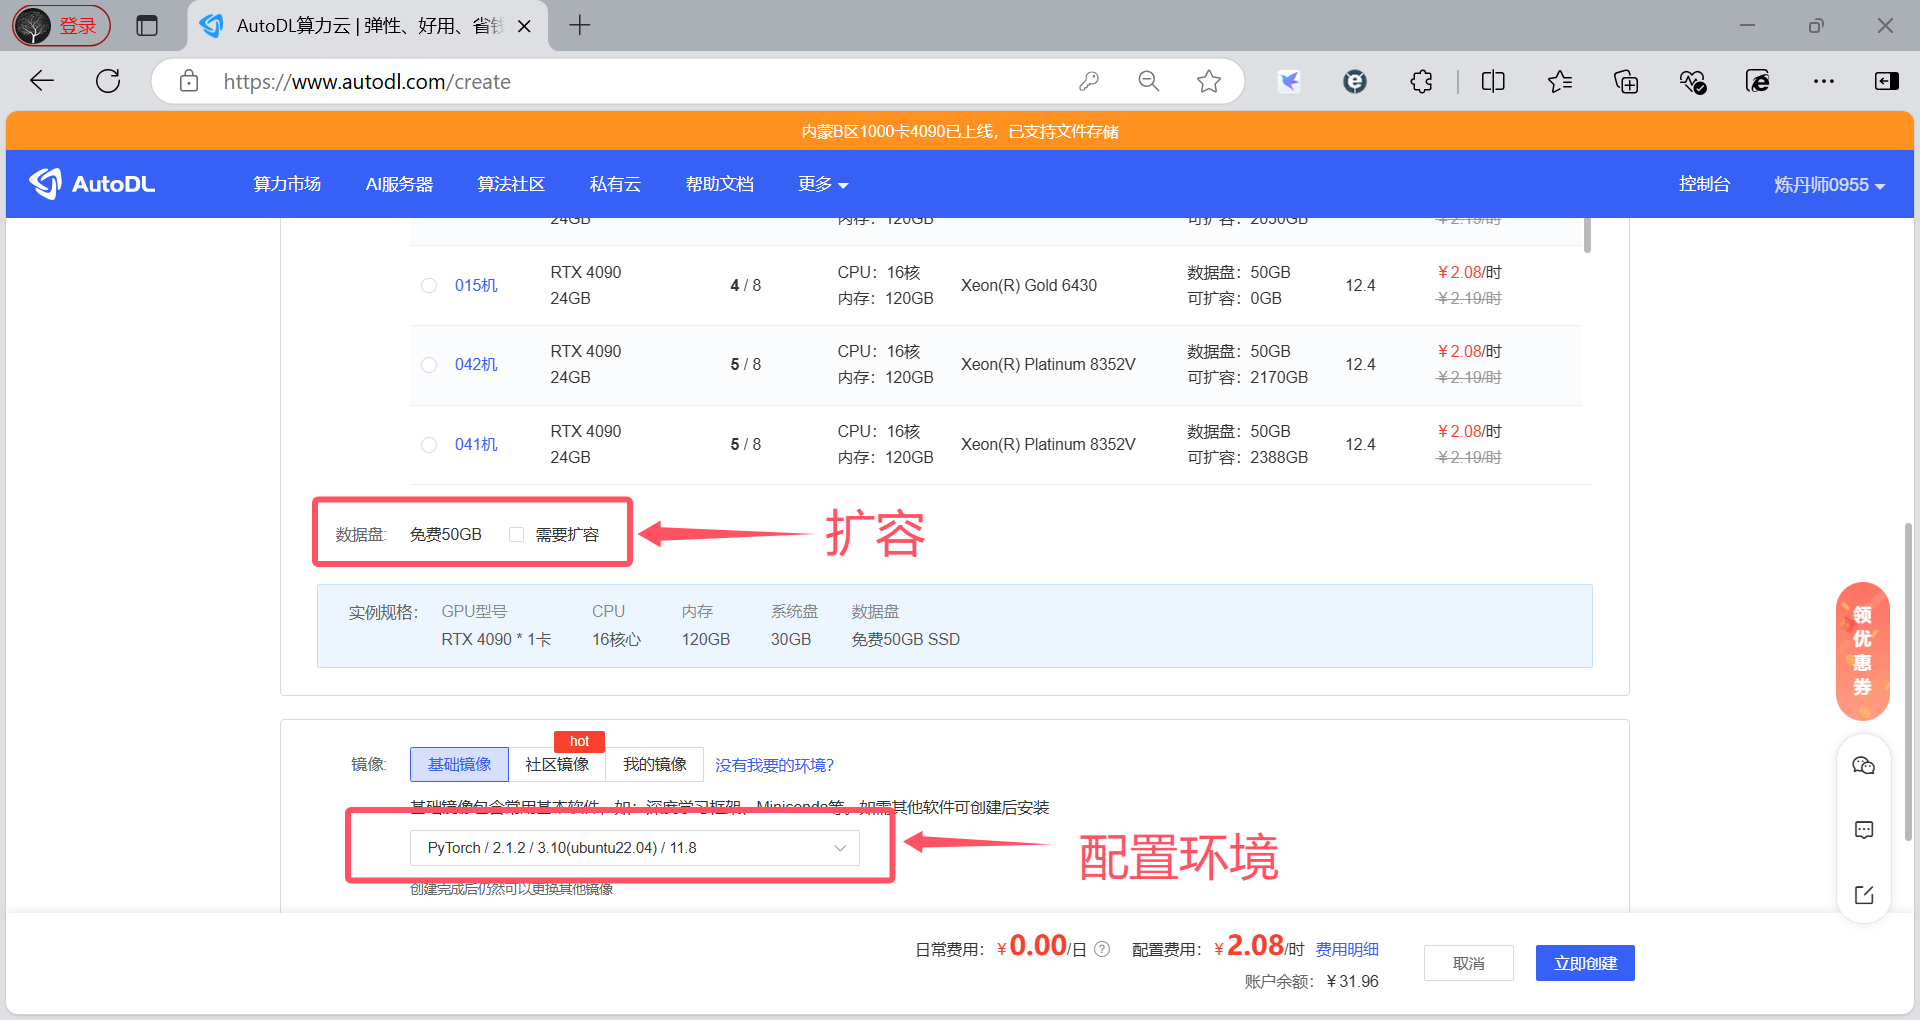 登录
AutoDL算力云 | 弹性、好用、省钱
https://www.autodl.com/create
内蒙B区1000卡4090已上线，已支持文件存储
AutoDL 算力市场 AI服务器 算法社区 私有云 帮助文档 更多 控制台 炼丹师0955
24GB 内存：120GB 可扩容：2050GB ￥2.19/时
015机 RTX 4090 24GB 4 / 8 CPU：16核 内存：120GB Xeon(R) Gold 6430 数据盘：50GB 可扩容：0GB 12.4 ￥2.08/时 ￥2.19/时
042机 RTX 4090 24GB 5 / 8 CPU：16核 内存：120GB Xeon(R) Platinum 8352V 数据盘：50GB 可扩容：2170GB 12.4 ￥2.08/时 ￥2.19/时
041机 RTX 4090 24GB 5 / 8 CPU：16核 内存：120GB Xeon(R) Platinum 8352V 数据盘：50GB 可扩容：2388GB 12.4 ￥2.08/时 ￥2.19/时
数据盘: 免费50GB 需要扩容 扩容
实例规格： GPU型号 CPU 内存 系统盘 数据盘
RTX 4090 * 1卡 16核心 120GB 30GB 免费50GB SSD
领优惠券
hot
镜像: 基础镜像 社区镜像 我的镜像 没有我要的环境?
基础镜像包含常用基本软件，如：深度学习框架、Miniconda等。如需其他软件可创建后安装
PyTorch / 2.1.2 / 3.10(ubuntu22.04) / 11.8 配置环境
创建完成后仍然可以更换其他镜像
日常费用：￥0.00/日 配置费用：￥2.08/时 费用明细
账户余额：￥31.96
取消 立即创建